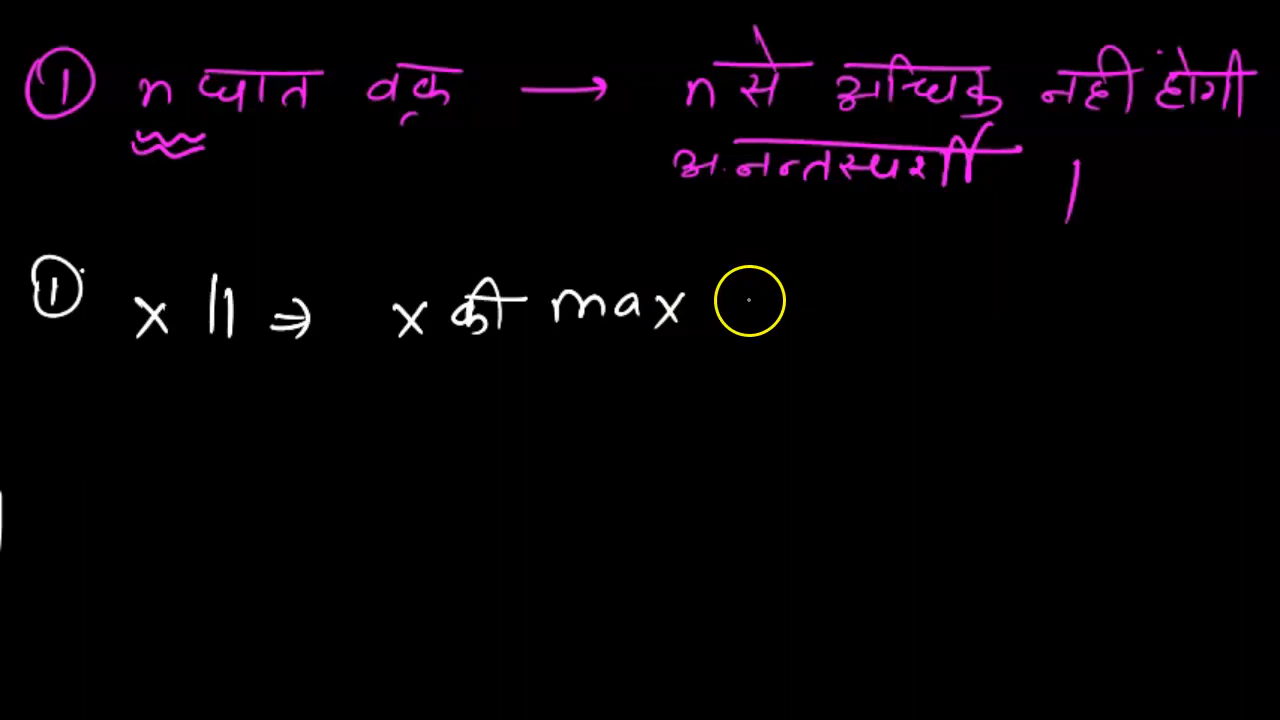 ① n घात वक्र → n से अधिक नही होगी
अनन्तस्पर्शी ।
① x || ⇒ x की max